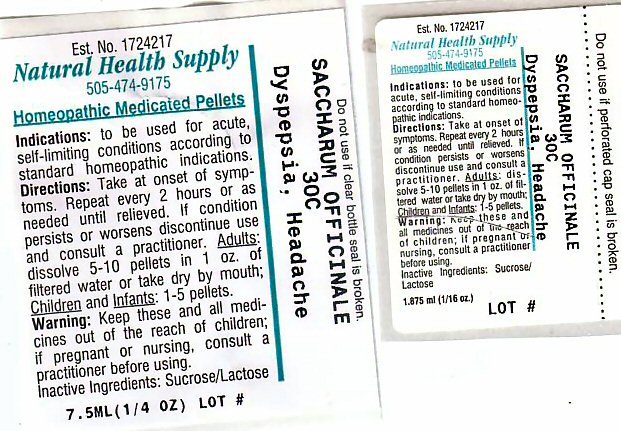 Est. No. 1724217
Natural Health Supply
505-474-9175
Homeopathic Medicated Pellets
Indications: to be used for acute,
self-limiting conditions according to
standard homeopathic indications.
Directions: Take at onset of symp-
toms. Repeat every 2 hours or as
needed until relieved. If condition
persists or worsens discontinue use
and consult a practitioner. Adults:
dissolve 5-10 pellets in 1 oz. of
filtered water or take dry by mouth;
Children and Infants: 1-5 pellets.
Warning: Keep these and all medi-
cines out of the reach of children;
if pregnant or nursing, consult a
practitioner before using.
Inactive Ingredients: Sucrose/Lactose
7.5ML(1/4 OZ) LOT #
Do not use if clear bottle seal is broken.
SACCHARUM OFFICINALE
30C
Dyspepsia, Headache
Est. No. 1724217
Natural Health Supply
505-474-9175
Homeopathic Medicated Pellets
Indications: to be used for
acute, self-limiting conditions
according to standard homeo-
pathic indications.
Directions: Take at onset of
symptoms. Repeat every 2 hours
or as needed until relieved. If
condition persists or worsens
discontinue use and consult a
practitioner. Adults: dis-
solve 5-10 pellets in 1 oz. of fil-
tered water or take dry by mouth;
Children and Infants: 1-5 pellets.
Warning: Keep these and
all medicines out of the reach
of children; if pregnant or
nursing, consult a practitioner
before using.
Inactive Ingredients: Sucrose/
Lactose
1.875 ml (1/16 oz.)
LOT #
SACCHARUM OFFICINALE
30C
Dyspepsia, Headache
Do not use if perforated cap seal is broken.